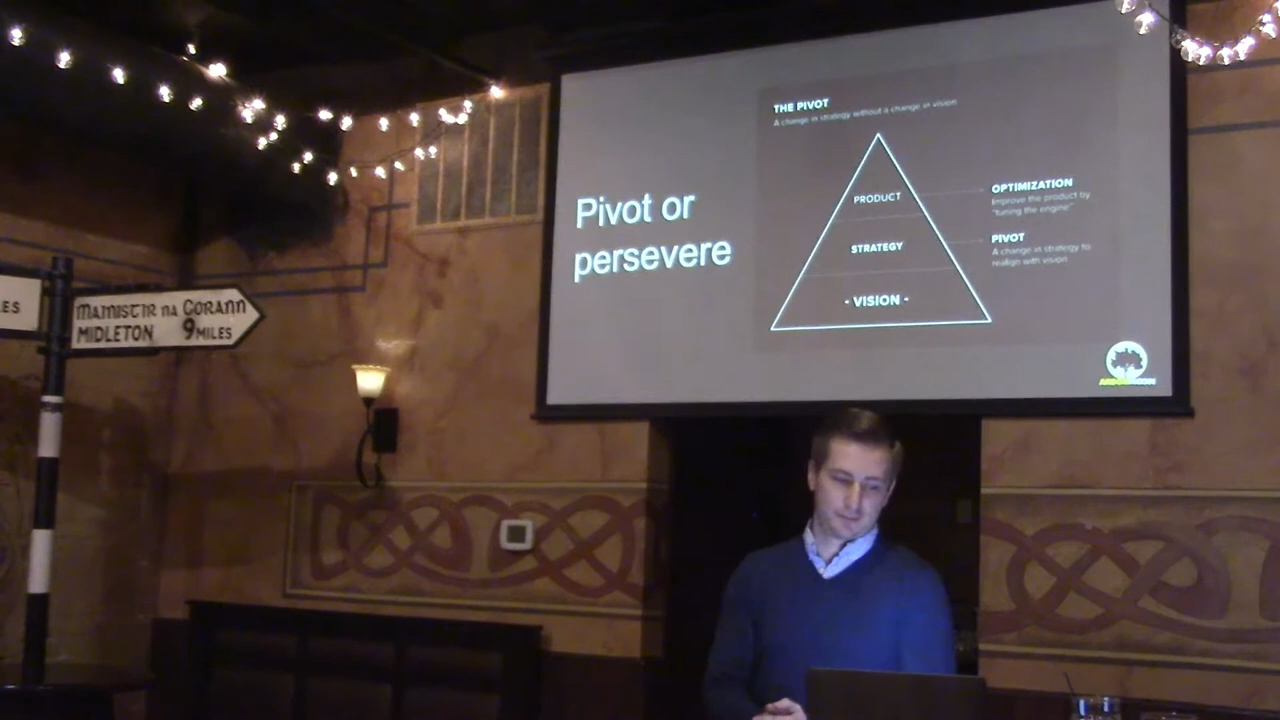 THE PIVOT
A change in strategy without a change in vision
Pivot or
persevere
PRODUCT
STRATEGY
- VISION -
OPTIMIZATION
Improve the product by
"tuning the engine"
PIVOT
A change in strategy to
realign with vision
ES
MAINISTIR na CORANN
MIDLETON 9 MILES